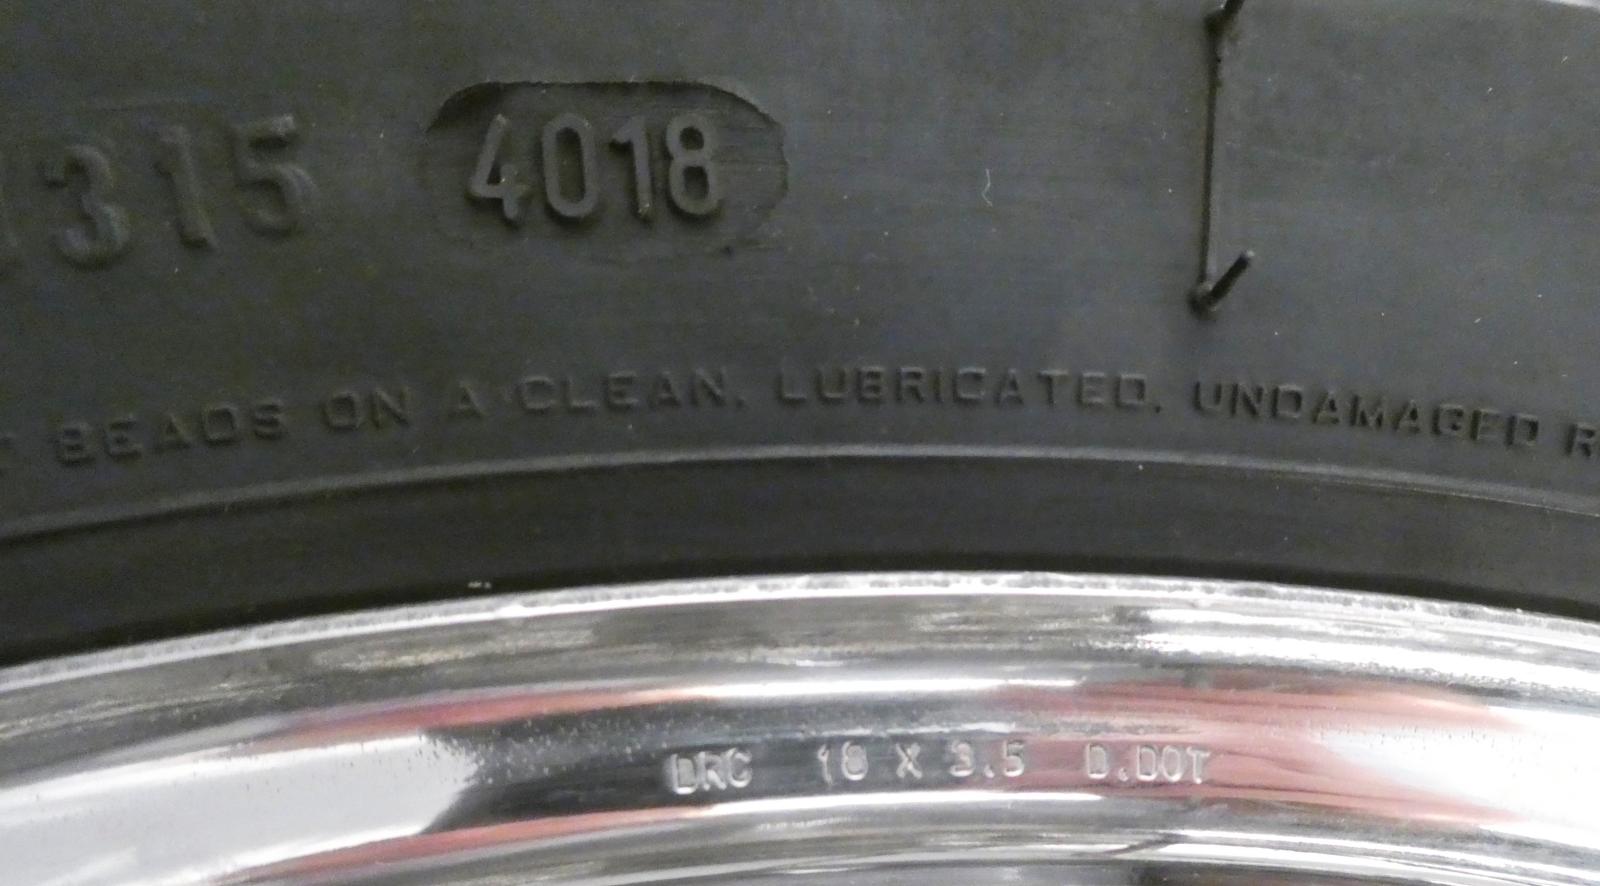 1315 4018
BEADS ON A CLEAN, LUBRICATED, UNDAMAGED R
DRC 18 X 3.5 D.DOT